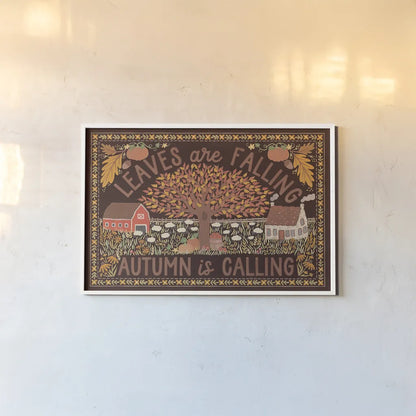 LEAVES are FALLING
AUTUMN is CALLING